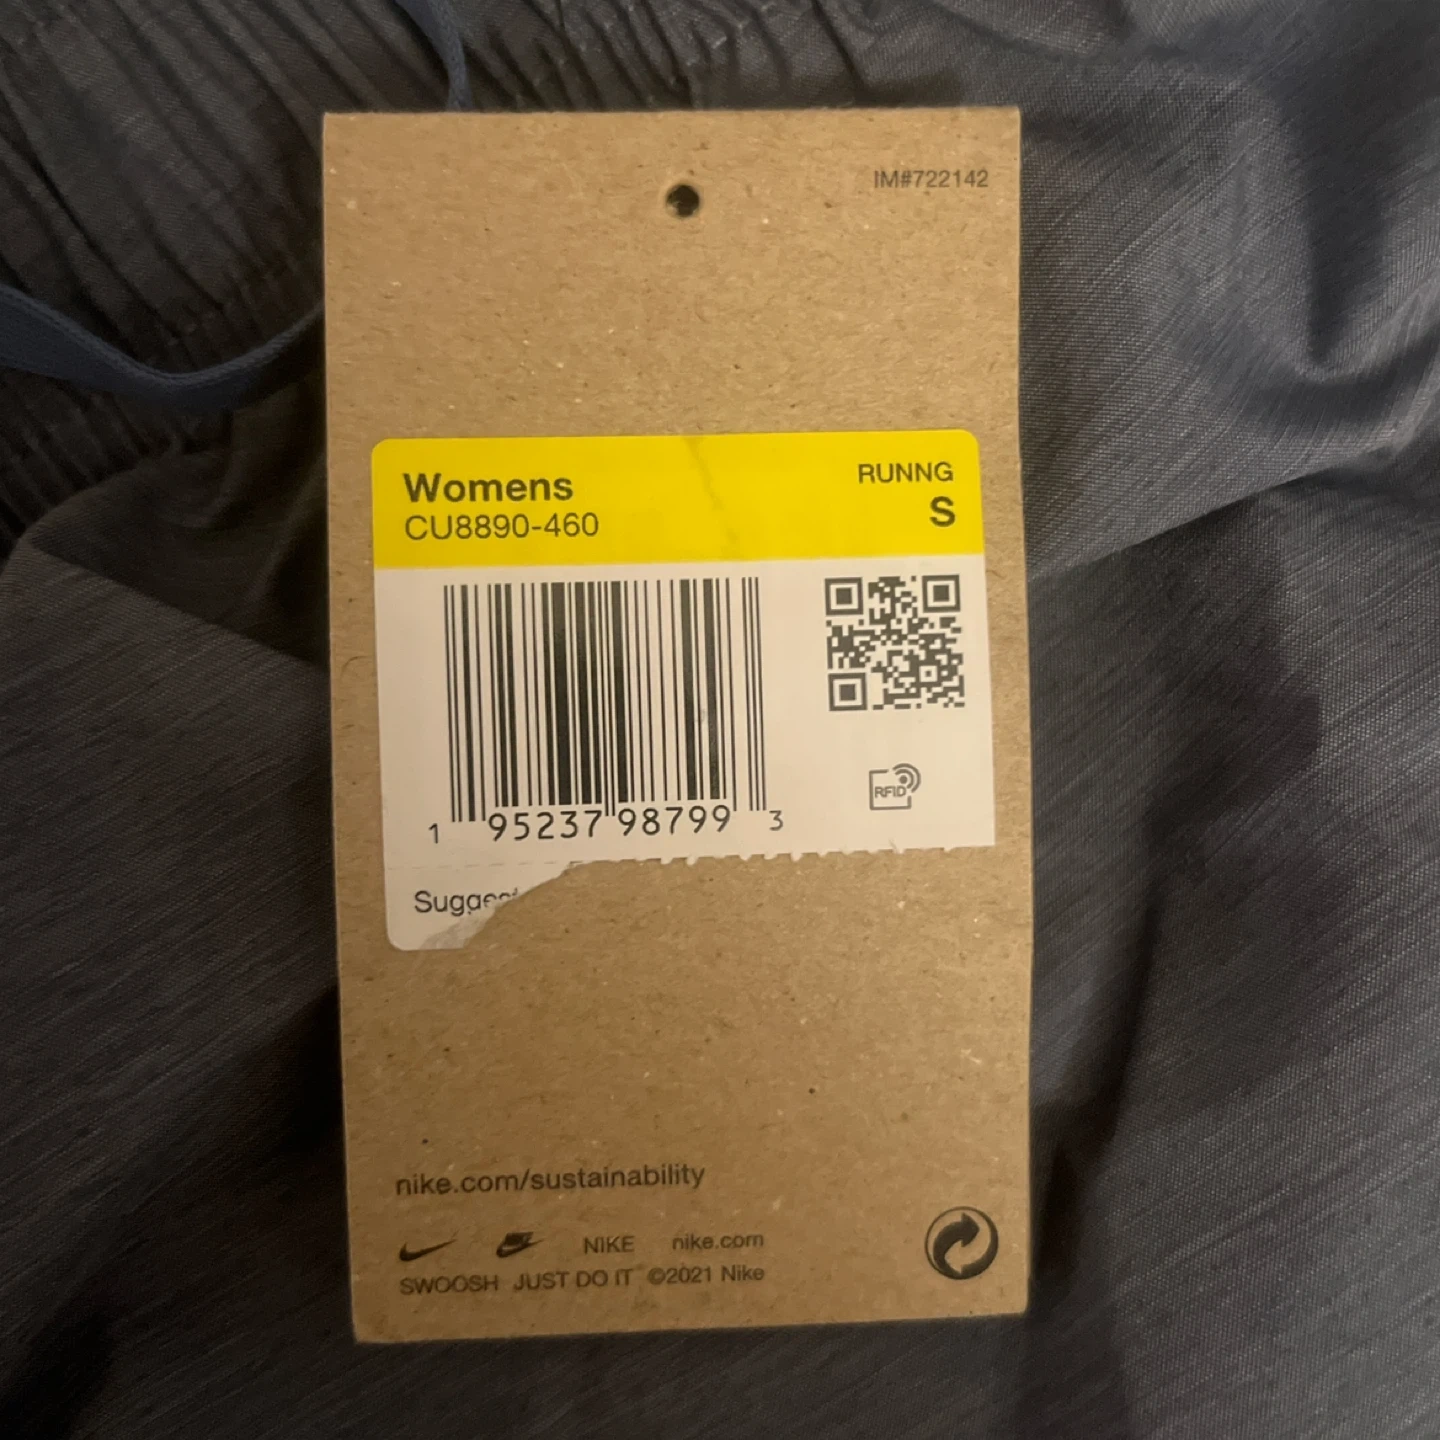 IM#722142
Womens RUNNG
CU8890-460 S
RFID
1 95237 98799 3
nike.com/sustainability
NIKE nike.com
SWOOSH JUST DO IT ©2021 Nike